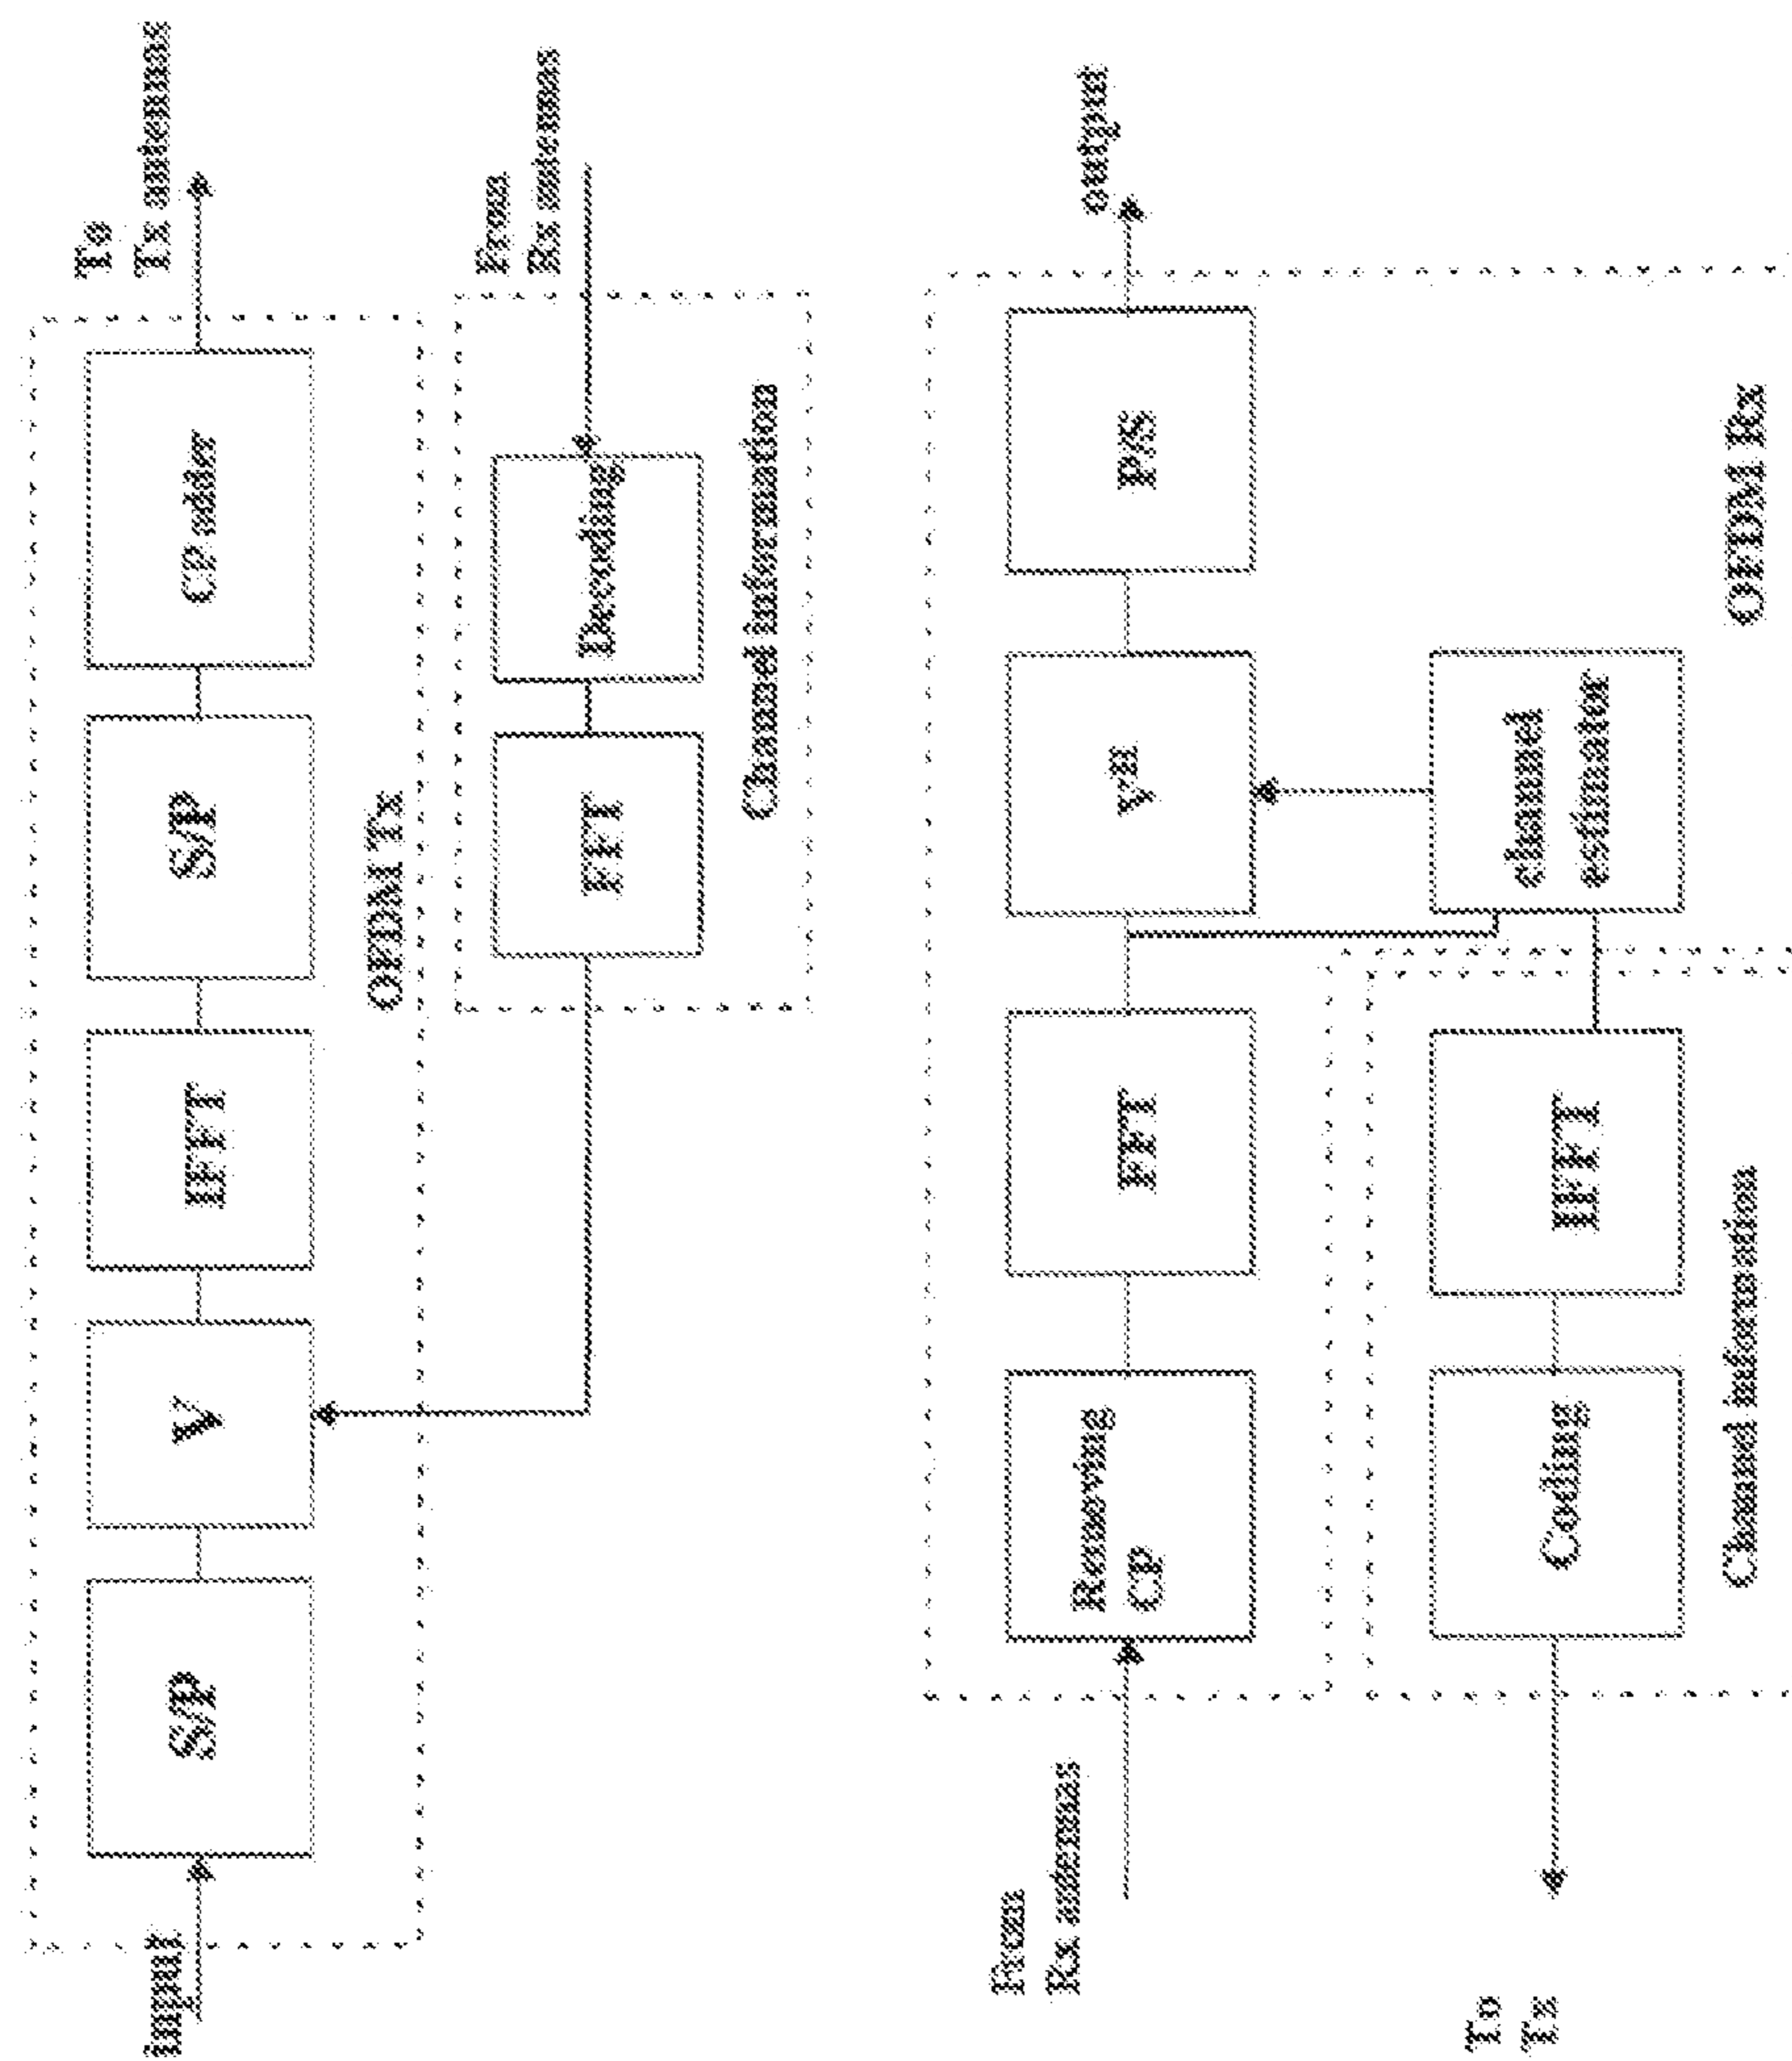 input
S/P
V
IFFT
S/P
CP adder
To
Tx antennas
OFDM Tx
FFT
Decoding
From
Rx antennas
Channel information
From
Rx antennas
Removing
CP
FFT
P/S
output
To
Tx
Coding
IFFT
channel
estimator
Channel information
OFDM Rx